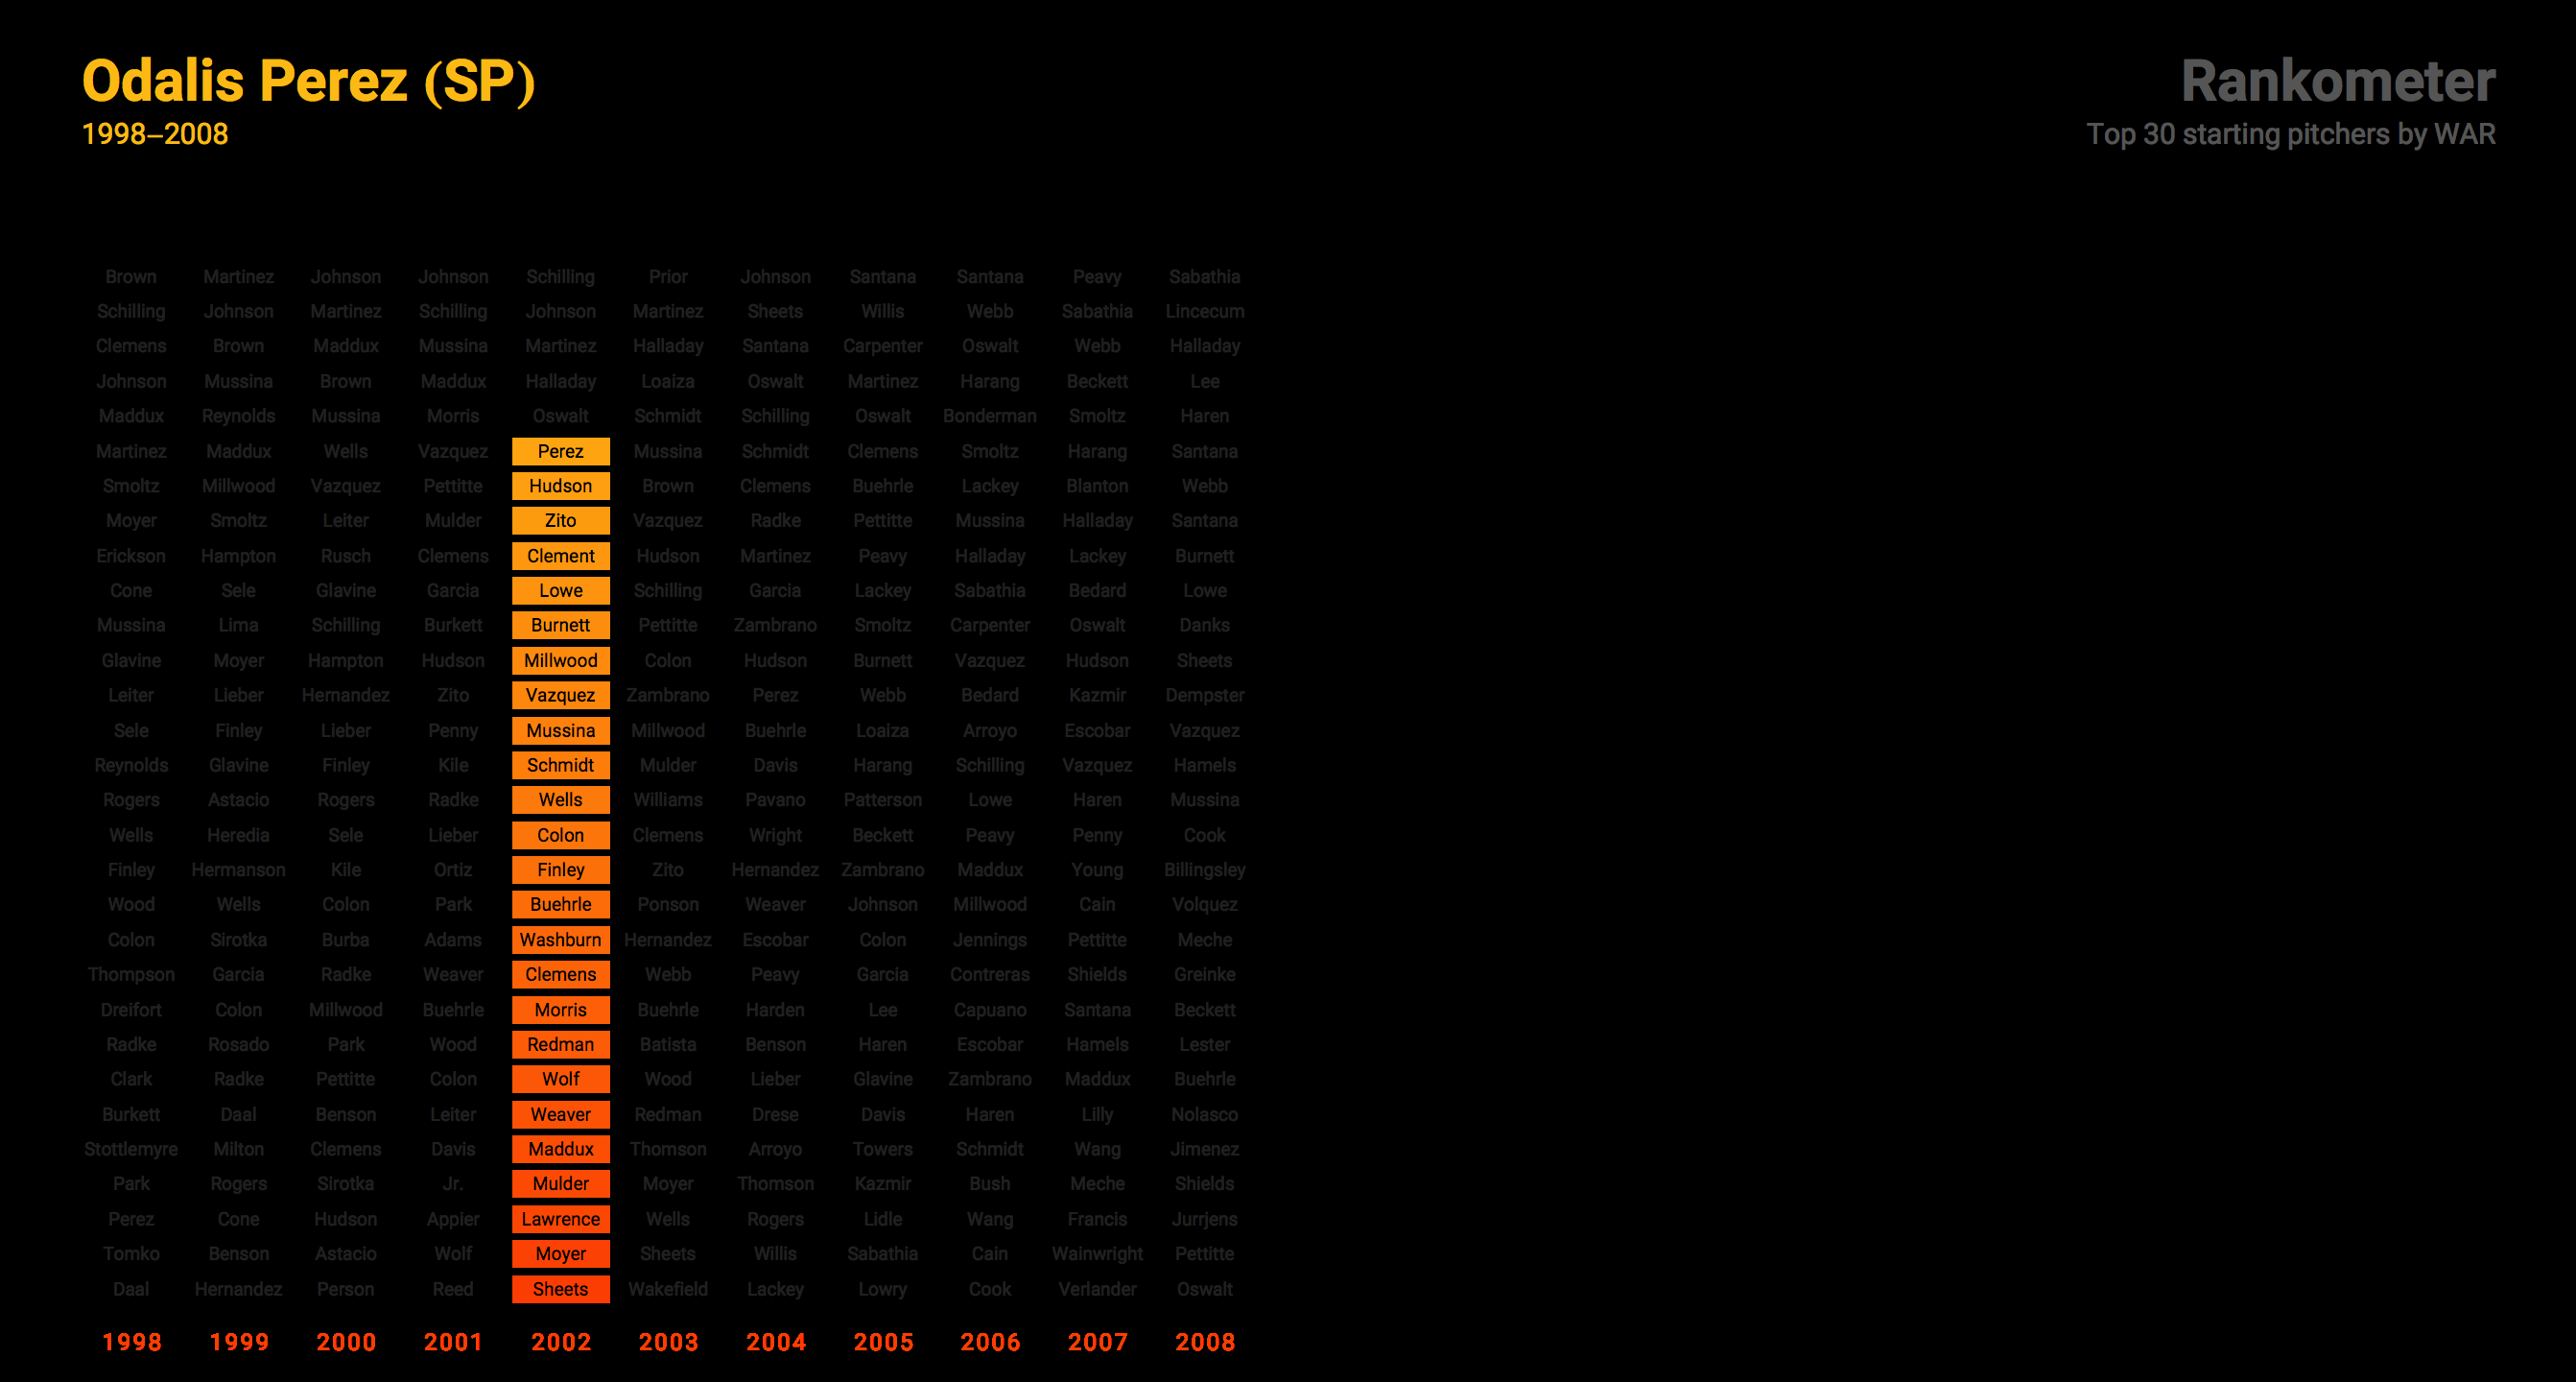 Odalis Perez (SP)
1998–2008
Rankometer
Top 30 starting pitchers by WAR
Brown Martinez Johnson Johnson Schilling Prior Johnson Santana Santana Peavy Sabathia
Schilling Johnson Martinez Schilling Johnson Martinez Sheets Willis Webb Sabathia Lincecum
Clemens Brown Maddux Mussina Martinez Halladay Santana Carpenter Oswalt Webb Halladay
Johnson Mussina Brown Maddux Halladay Loaiza Oswalt Martinez Harang Beckett Lee
Maddux Reynolds Mussina Morris Oswalt Schmidt Schilling Oswalt Bonderman Smoltz Haren
Martinez Maddux Wells Vazquez Perez Mussina Schmidt Clemens Smoltz Harang Santana
Smoltz Millwood Vazquez Pettitte Hudson Brown Clemens Buehrle Lackey Blanton Webb
Moyer Smoltz Leiter Mulder Zito Vazquez Radke Pettitte Mussina Halladay Santana
Erickson Hampton Rusch Clemens Clement Hudson Martinez Peavy Halladay Lackey Burnett
Cone Sele Glavine Garcia Lowe Schilling Garcia Lackey Sabathia Bedard Lowe
Mussina Lima Schilling Burkett Burnett Pettitte Zambrano Smoltz Carpenter Oswalt Danks
Glavine Moyer Hampton Hudson Millwood Colon Hudson Burnett Vazquez Hudson Sheets
Leiter Lieber Hernandez Zito Vazquez Zambrano Perez Webb Bedard Kazmir Dempster
Sele Finley Lieber Penny Mussina Millwood Buehrle Loaiza Arroyo Escobar Vazquez
Reynolds Glavine Finley Kile Schmidt Mulder Davis Harang Schilling Vazquez Hamels
Rogers Astacio Rogers Radke Wells Williams Pavano Patterson Lowe Haren Mussina
Wells Heredia Sele Lieber Colon Clemens Wright Beckett Peavy Penny Cook
Finley Hermanson Kile Ortiz Finley Zito Hernandez Zambrano Maddux Young Billingsley
Wood Wells Colon Park Buehrle Ponson Weaver Johnson Millwood Cain Volquez
Colon Sirotka Burba Adams Washburn Hernandez Escobar Colon Jennings Pettitte Meche
Thompson Garcia Radke Weaver Clemens Webb Peavy Garcia Contreras Shields Greinke
Dreifort Colon Millwood Buehrle Morris Buehrle Harden Lee Capuano Santana Beckett
Radke Rosado Park Wood Redman Batista Benson Haren Escobar Hamels Lester
Clark Radke Pettitte Colon Wolf Wood Lieber Glavine Zambrano Maddux Buehrle
Burkett Daal Benson Leiter Weaver Redman Drese Davis Haren Lilly Nolasco
Stottlemyre Milton Clemens Davis Maddux Thomson Arroyo Towers Schmidt Wang Jimenez
Park Rogers Sirotka Jr. Mulder Moyer Thomson Kazmir Bush Meche Shields
Perez Cone Hudson Appier Lawrence Wells Rogers Lidle Wang Francis Jurrjens
Tomko Benson Astacio Wolf Moyer Sheets Willis Sabathia Cain Wainwright Pettitte
Daal Hernandez Person Reed Sheets Wakefield Lackey Lowry Cook Verlander Oswalt
1998 1999 2000 2001 2002 2003 2004 2005 2006 2007 2008